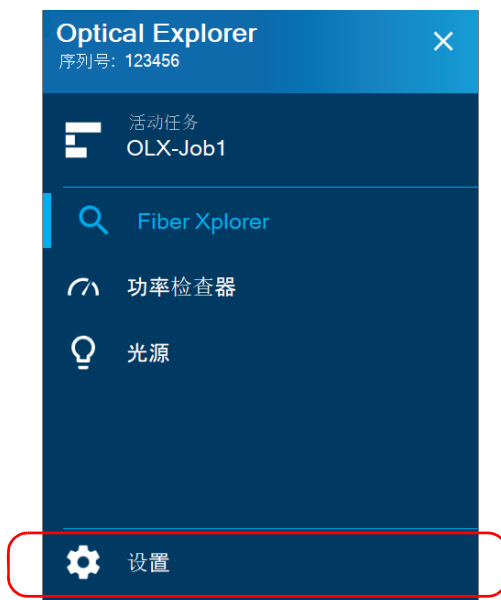 Optical Explorer
序列号: 123456
活动任务
OLX-Job1
Fiber Xplorer
功率检查器
光源
设置